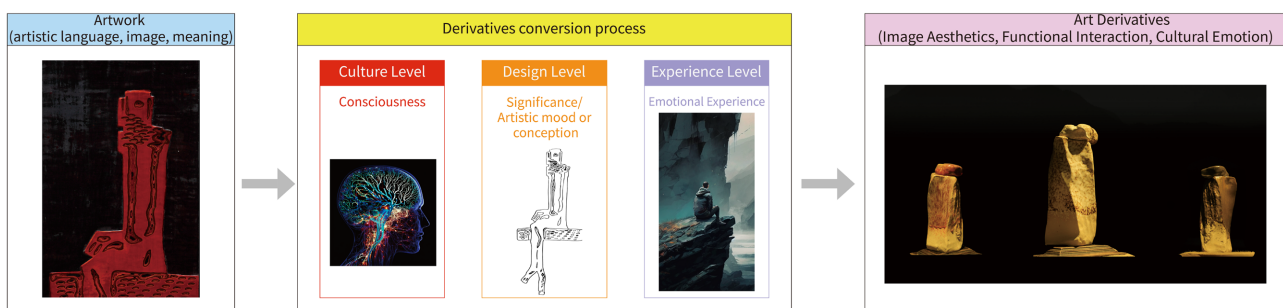 Artwork
(artistic language, image, meaning)
Derivatives conversion process
Culture Level
Consciousness
Design Level
Significance/
Artistic mood or
conception
Experience Level
Emotional Experience
Art Derivatives
(Image Aesthetics, Functional Interaction, Cultural Emotion)